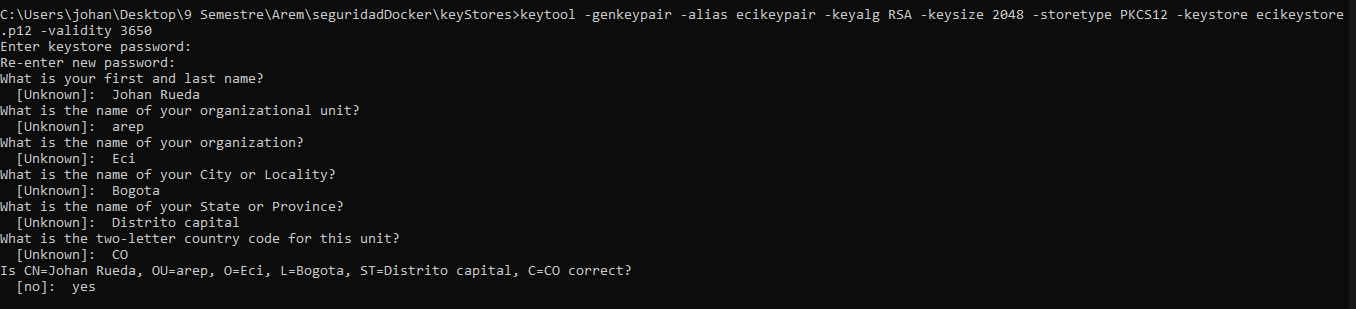 C:\Users\johan\Desktop\9 Semestre\Arem\seguridadDocker\keyStores>keytool -genkeypair -alias ecikeypair -keyalg RSA -keysize 2048 -storetype PKCS12 -keystore ecikeystore
.p12 -validity 3650
Enter keystore password:
Re-enter new password:
What is your first and last name?
  [Unknown]:  Johan Rueda
What is the name of your organizational unit?
  [Unknown]:  arep
What is the name of your organization?
  [Unknown]:  Eci
What is the name of your City or Locality?
  [Unknown]:  Bogota
What is the name of your State or Province?
  [Unknown]:  Distrito capital
What is the two-letter country code for this unit?
  [Unknown]:  CO
Is CN=Johan Rueda, OU=arep, O=Eci, L=Bogota, ST=Distrito capital, C=CO correct?
  [no]:  yes